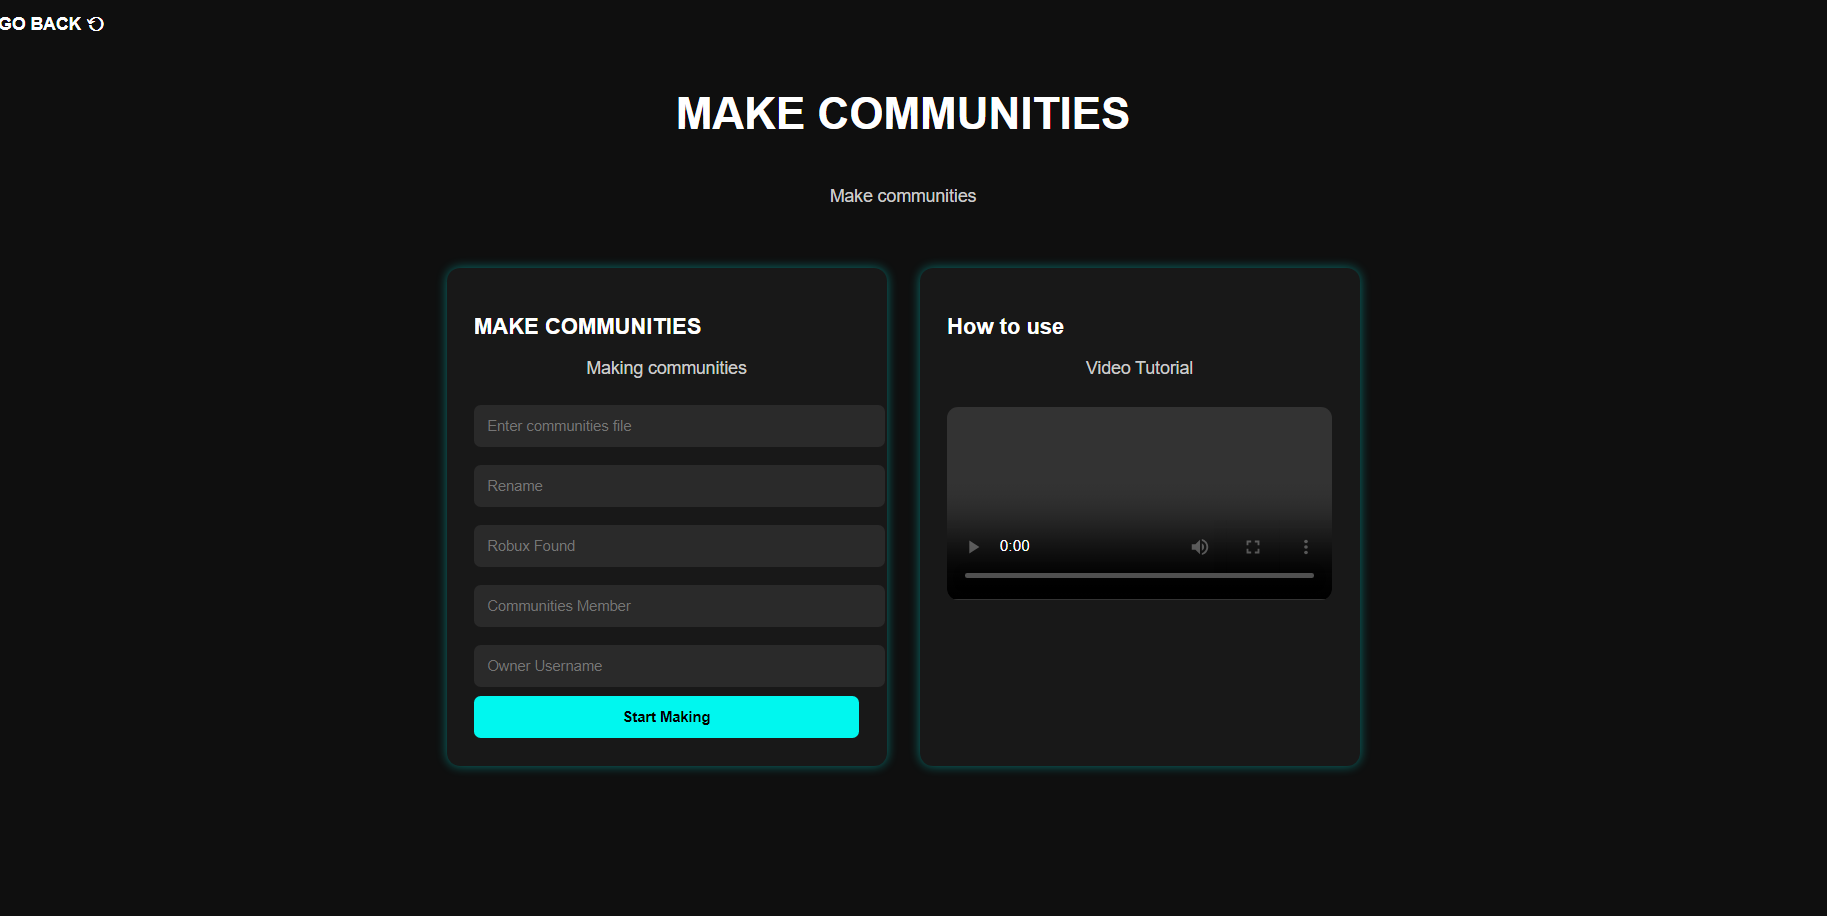 GO BACK
MAKE COMMUNITIES
Make communities
MAKE COMMUNITIES
Making communities
Enter communities file
Rename
Robux Found
Communities Member
Owner Username
Start Making
How to use
Video Tutorial
0:00